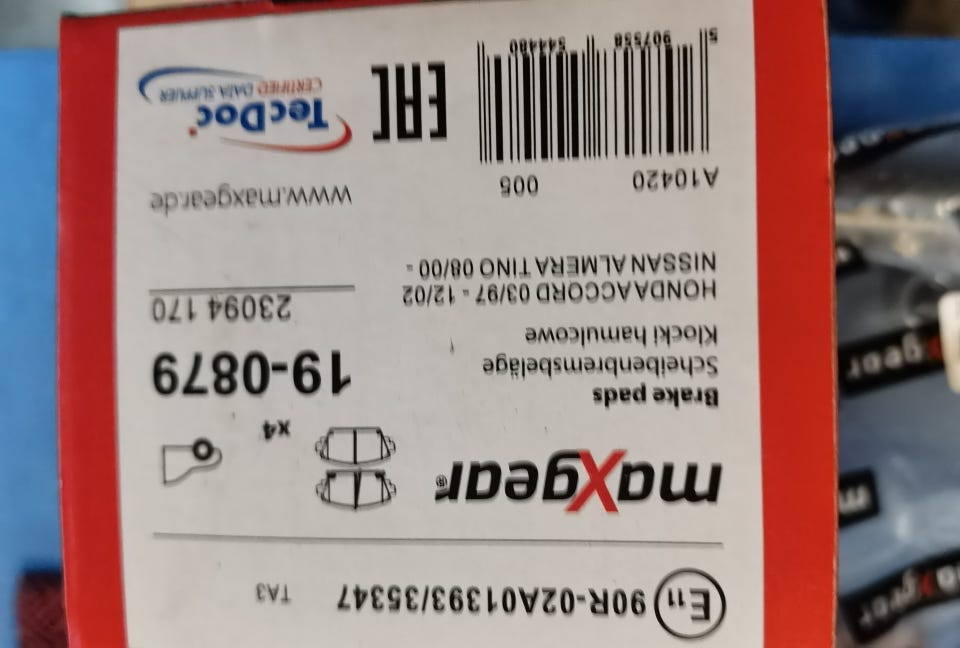 E11 90R-02A01393/35347 TA3
maxgear®
x4
Brake pads
Scheibenbremsbeläge
Klocki hamulcowe
19-0879
23094 170
HONDA ACCORD 03/97 - 12/02
NISSAN ALMERA TINO 08/00 -
www.maxgear.de
A10420 005
5 907558 544480
EAC
TecDoc
CERTIFIED DATA SUPPLIER